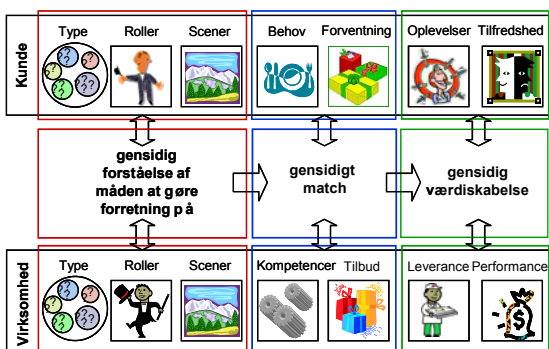 Kunde
Type
Roller
Scener
Behov
Forventning
Oplevelser
Tilfredshed
??
?
??
??
??
gensidig
forståelse af
måden at gøre
forretning på
gensidigt
match
gensidig
værdiskabelse
Virksomhed
Type
Roller
Scener
Kompetencer
Tilbud
Leverance
Performance
??
?
??
??
??
$